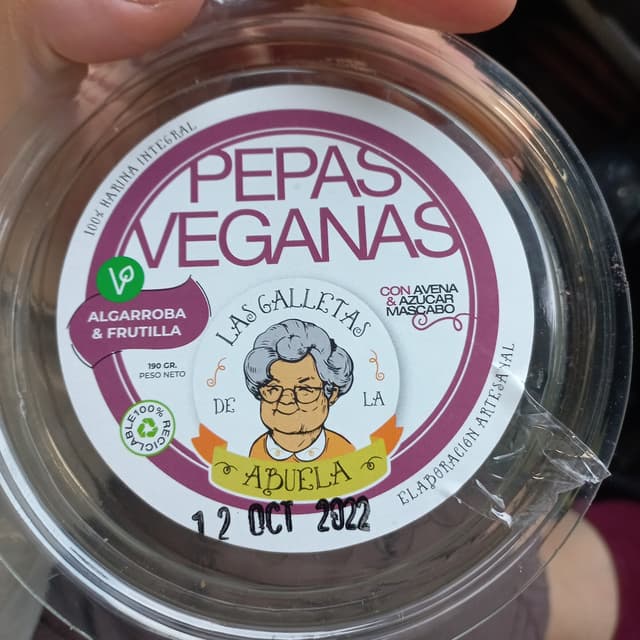 100% HARINA INTEGRAL
PEPAS
VEGANAS
ALGARROBA
& FRUTILLA
CON AVENA
& AZUCAR
MASCABO
190 GR.
PESO NETO
100% RECICLABLE
LAS GALLETAS
DE LA
ABUELA
ELABORACIÓN ARTESANAL
12 OCT 2022